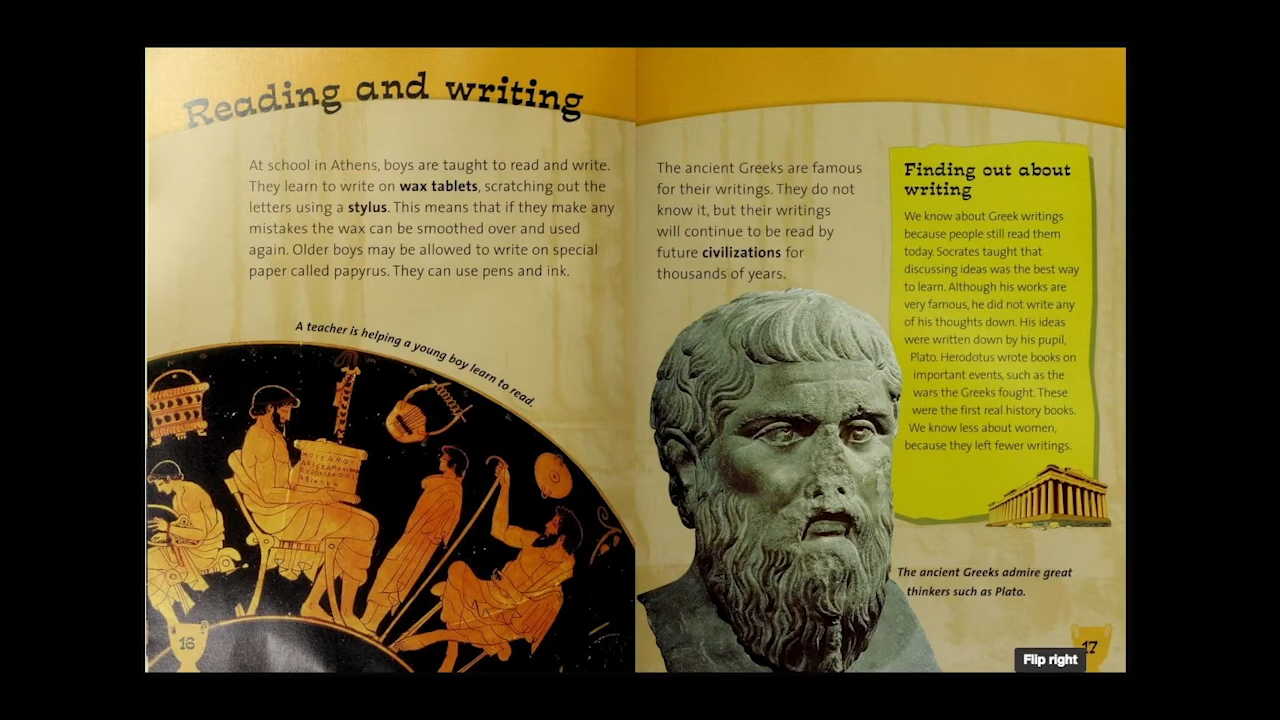 Reading and writing
At school in Athens, boys are taught to read and write.
They learn to write on wax tablets, scratching out the
letters using a stylus. This means that if they make any
mistakes the wax can be smoothed over and used
again. Older boys may be allowed to write on special
paper called papyrus. They can use pens and ink.
A teacher is helping a young boy learn to read.
16
The ancient Greeks are famous
for their writings. They do not
know it, but their writings
will continue to be read by
future civilizations for
thousands of years.
Finding out about
writing
We know about Greek writings
because people still read them
today. Socrates taught that
discussing ideas was the best way
to learn. Although his works are
very famous, he did not write any
of his thoughts down. His ideas
were written down by his pupil,
Plato. Herodotus wrote books on
important events, such as the
wars the Greeks fought. These
were the first real history books.
We know less about women,
because they left fewer writings.
The ancient Greeks admire great
thinkers such as Plato.
17
Flip right